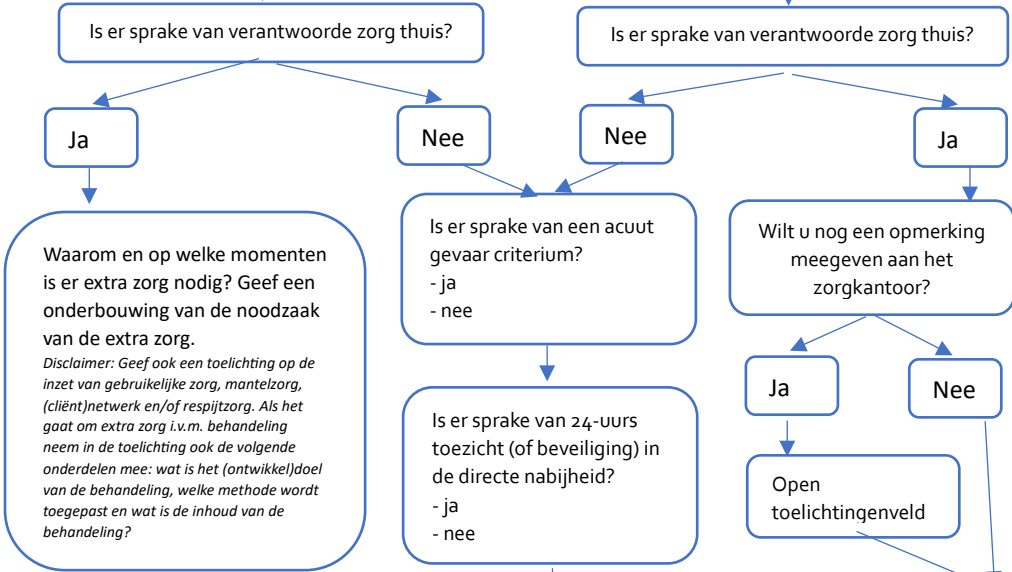 Is er sprake van verantwoorde zorg thuis?
Is er sprake van verantwoorde zorg thuis?
Ja
Nee
Nee
Ja
Waarom en op welke momenten
is er extra zorg nodig? Geef een
onderbouwing van de noodzaak
van de extra zorg.
Disclaimer: Geef ook een toelichting op de
inzet van gebruikelijke zorg, mantelzorg,
(cliënt)netwerk en/of respijtzorg. Als het
gaat om extra zorg i.v.m. behandeling
neem in de toelichting ook de volgende
onderdelen mee: wat is het (ontwikkel)doel
van de behandeling, welke methode wordt
toegepast en wat is de inhoud van de
behandeling?
Is er sprake van een acuut
gevaar criterium?
- ja
- nee
Wilt u nog een opmerking
meegeven aan het
zorgkantoor?
Ja
Nee
Is er sprake van 24-uurs
toezicht (of beveiliging) in
de directe nabijheid?
- ja
- nee
Open
toelichtingenveld